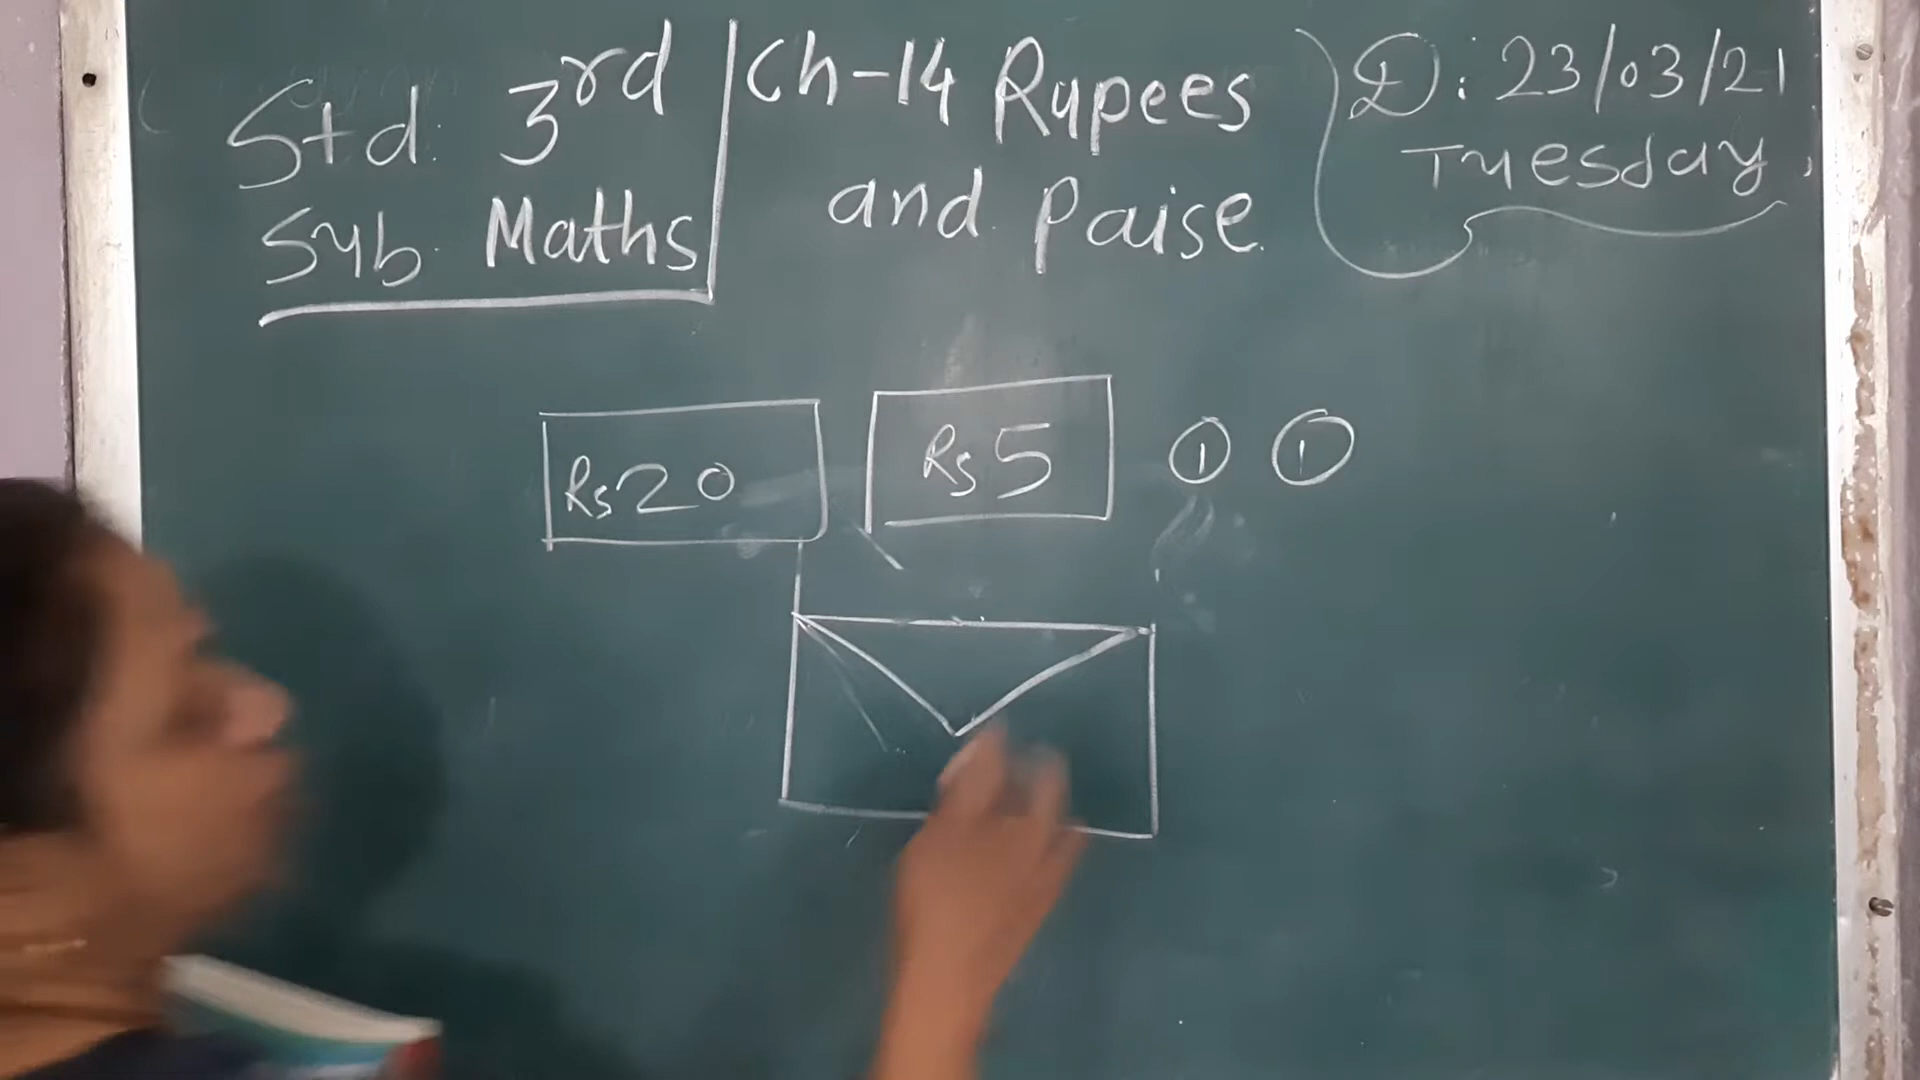 Std: 3rd
Sub: Maths
Ch-14 Rupees
and Paise.
D: 23/03/21
Tuesday.
Rs 20
Rs 5
1 1